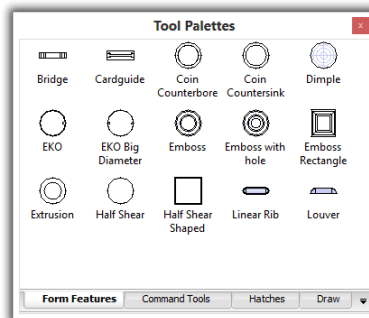 Tool Palettes
x
Bridge Cardguide Coin Counterbore Coin Countersink Dimple
EKO EKO Big Diameter Emboss Emboss with hole Emboss Rectangle
Extrusion Half Shear Half Shear Shaped Linear Rib Louver
Form Features Command Tools Hatches Draw